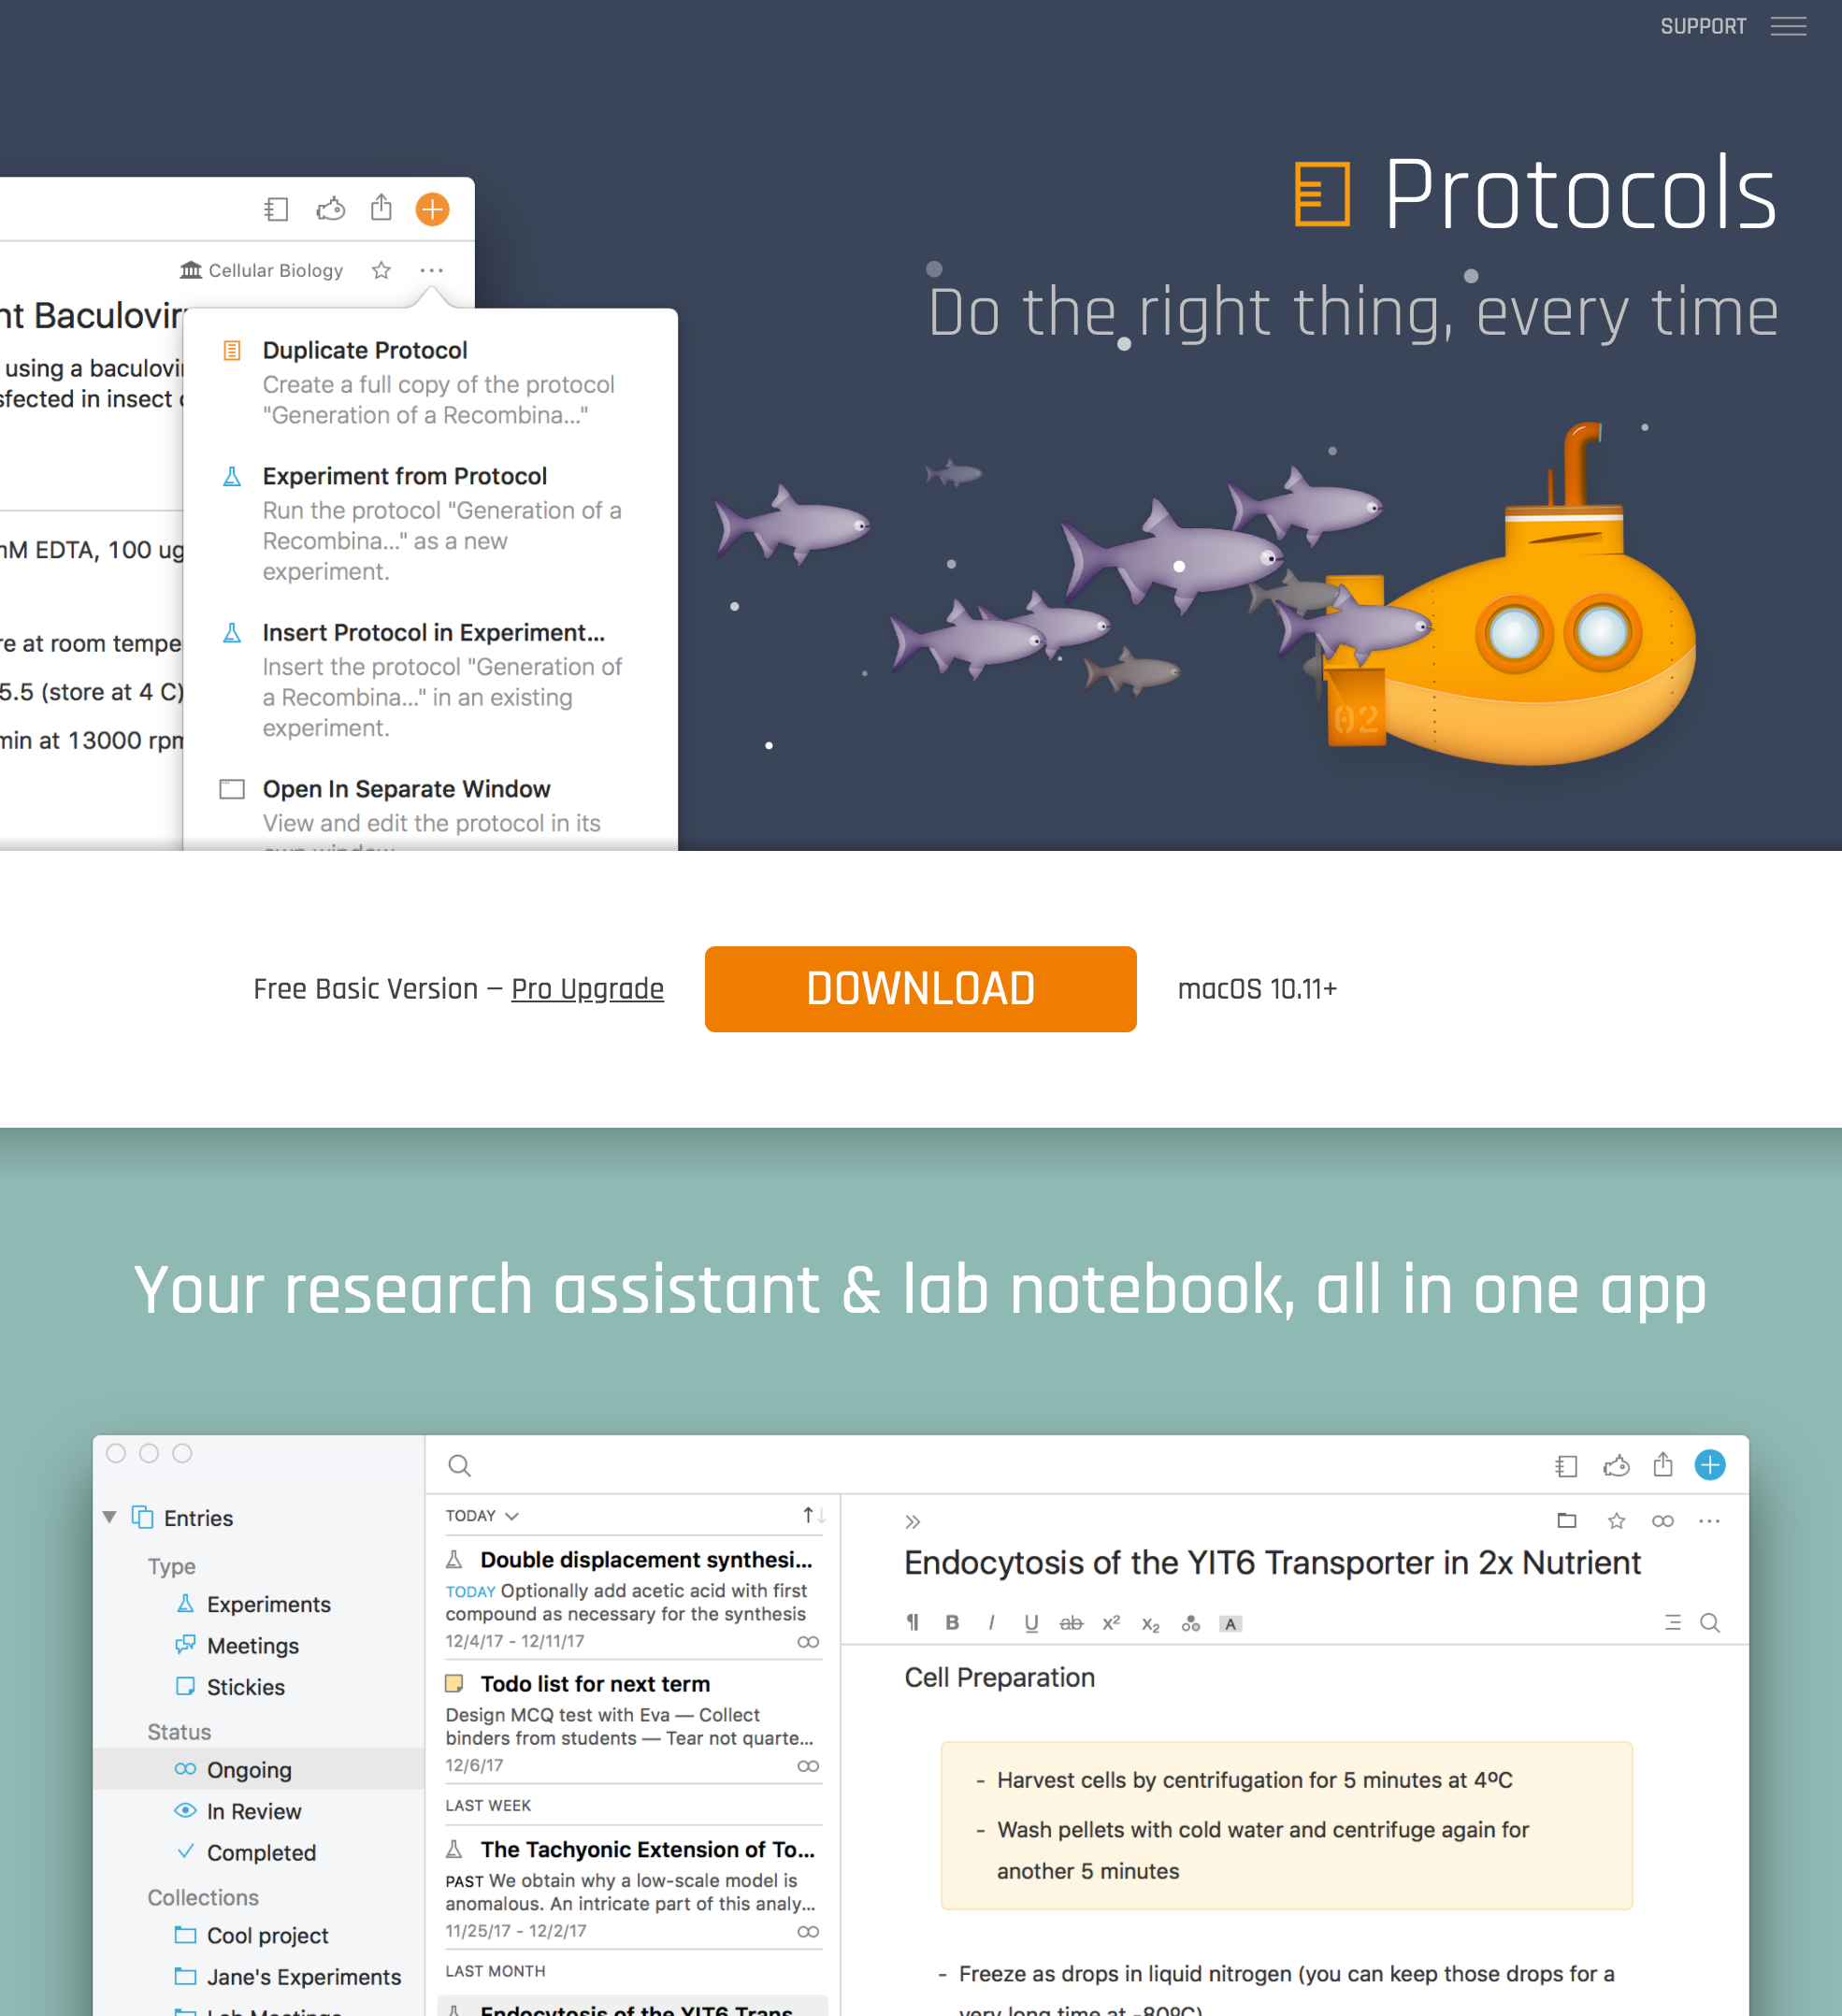 SUPPORT
Protocols
Do the right thing, every time
Cellular Biology
nt Baculovir
using a baculovi
sfected in insect
mM EDTA, 100 ug
re at room tempe
5.5 (store at 4 C)
min at 13000 rpm
Duplicate Protocol
Create a full copy of the protocol
"Generation of a Recombina..."
Experiment from Protocol
Run the protocol "Generation of a
Recombina..." as a new
experiment.
Insert Protocol in Experiment...
Insert the protocol "Generation of
a Recombina..." in an existing
experiment.
Open In Separate Window
View and edit the protocol in its
own window
02
Free Basic Version – Pro Upgrade
DOWNLOAD
macOS 10.11+
Your research assistant & lab notebook, all in one app
Entries
Type
Experiments
Meetings
Stickies
Status
Ongoing
In Review
Completed
Collections
Cool project
Jane's Experiments
Lab Meetings
TODAY
Double displacement synthesi...
TODAY Optionally add acetic acid with first
compound as necessary for the synthesis
12/4/17 - 12/11/17
Todo list for next term
Design MCQ test with Eva — Collect
binders from students — Tear not quarte...
12/6/17
LAST WEEK
The Tachyonic Extension of To...
PAST We obtain why a low-scale model is
anomalous. An intricate part of this analy...
11/25/17 - 12/2/17
LAST MONTH
Endocytosis of the YIT6 Trans...
Endocytosis of the YIT6 Transporter in 2x Nutrient
¶ B I U ab x² x₂ A
Cell Preparation
- Harvest cells by centrifugation for 5 minutes at 4ºC
- Wash pellets with cold water and centrifuge again for
another 5 minutes
- Freeze as drops in liquid nitrogen (you can keep those drops for a
very long time at -80ºC)